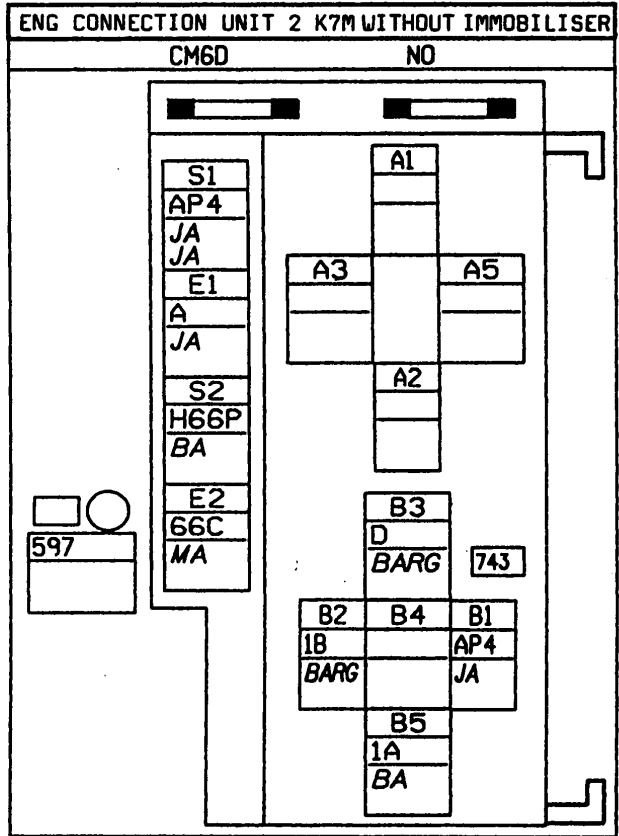 ENG CONNECTION UNIT 2 K7M WITHOUT IMMOBILISER
CM6D NO
S1
AP4
JA
JA
E1
A
JA
S2
H66P
BA
E2
66C
MA
597
A1
A3 A5
A2
B3
D
BARG
743
B2 B4 B1
1B AP4
BARG JA
B5
1A
BA